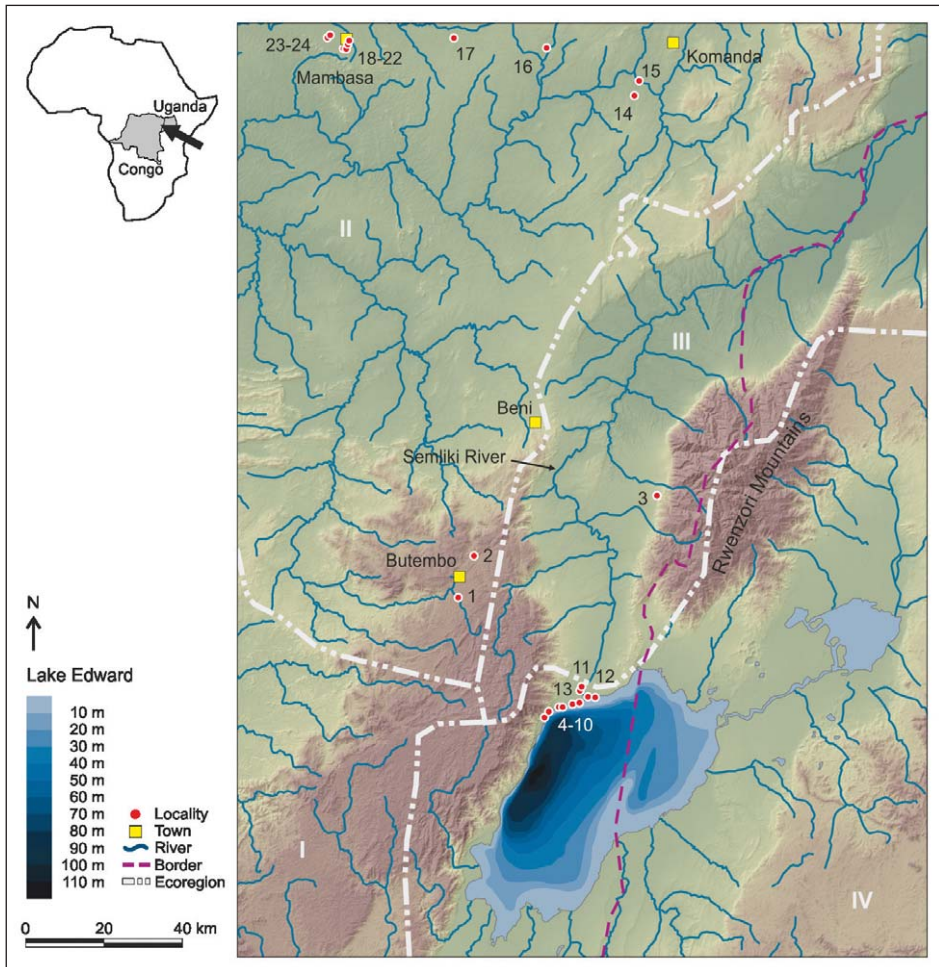 Uganda
Congo
N
Lake Edward
10 m
20 m
30 m
40 m
50 m
60 m
70 m
80 m
90 m
100 m
110 m
Locality
Town
River
Border
Ecoregion
0 20 40 km
23-24
18-22
Mambasa
17
16
15
14
Komanda
II
III
Beni
Semliki River
3
Rwenzori Mountains
Butembo
2
1
11
12
13
4-10
I
IV